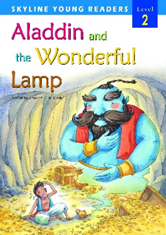 SKYLINE YOUNG READERS
Level
2
Aladdin
and
the Wonderful
Lamp